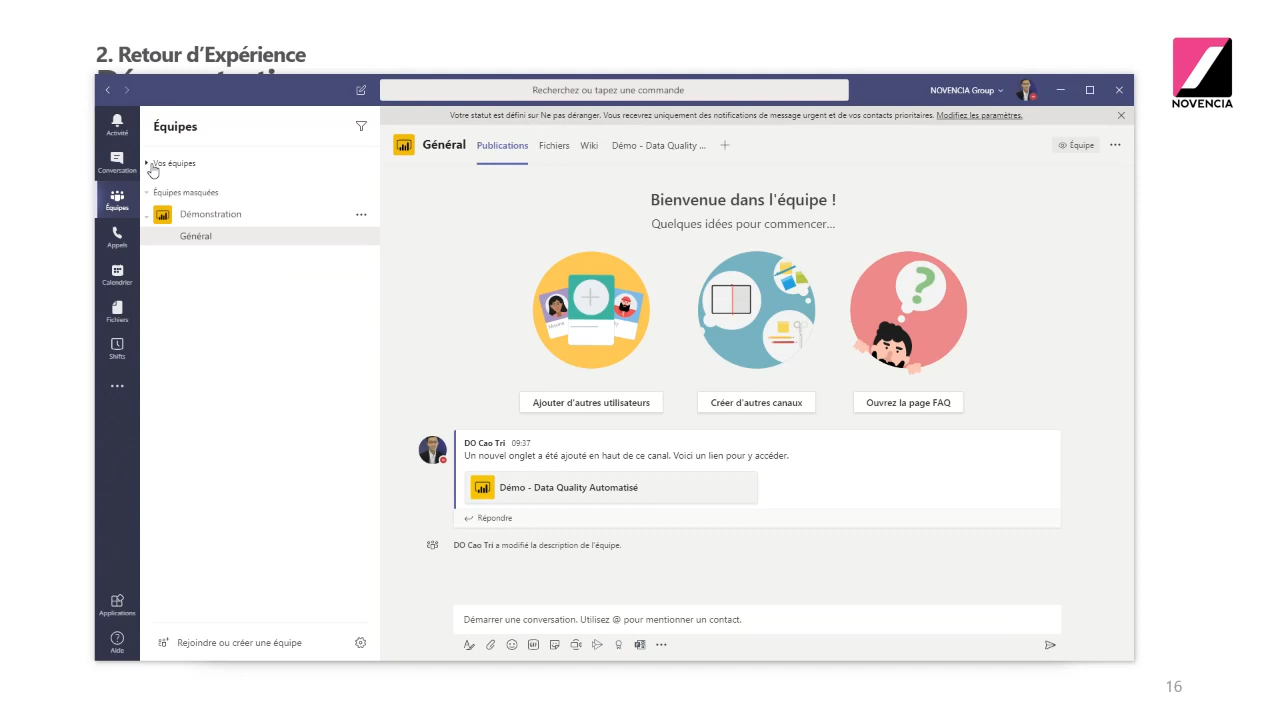 2. Retour d'Expérience
NOVENCIA
Recherchez ou tapez une commande
NOVENCIA Group
Votre statut est défini sur Ne pas déranger. Vous recevrez uniquement des notifications de message urgent et de vos contacts prioritaires. Modifiez les paramètres.
Activité
Conversation
Équipes
Appels
Calendrier
Fichiers
Shifts
Applications
Aide
Équipes
Vos équipes
Équipes masquées
Démonstration
Général
Rejoindre ou créer une équipe
Général
Publications
Fichiers
Wiki
Démo - Data Quality ...
Équipe
Bienvenue dans l'équipe !
Quelques idées pour commencer...
Maxine
Ajouter d'autres utilisateurs
Créer d'autres canaux
Ouvrez la page FAQ
DO Cao Tri 09:37
Un nouvel onglet a été ajouté en haut de ce canal. Voici un lien pour y accéder.
Démo - Data Quality Automatisé
Répondre
DO Cao Tri a modifié la description de l'équipe.
Démarrer une conversation. Utilisez @ pour mentionner un contact.
GIF
16